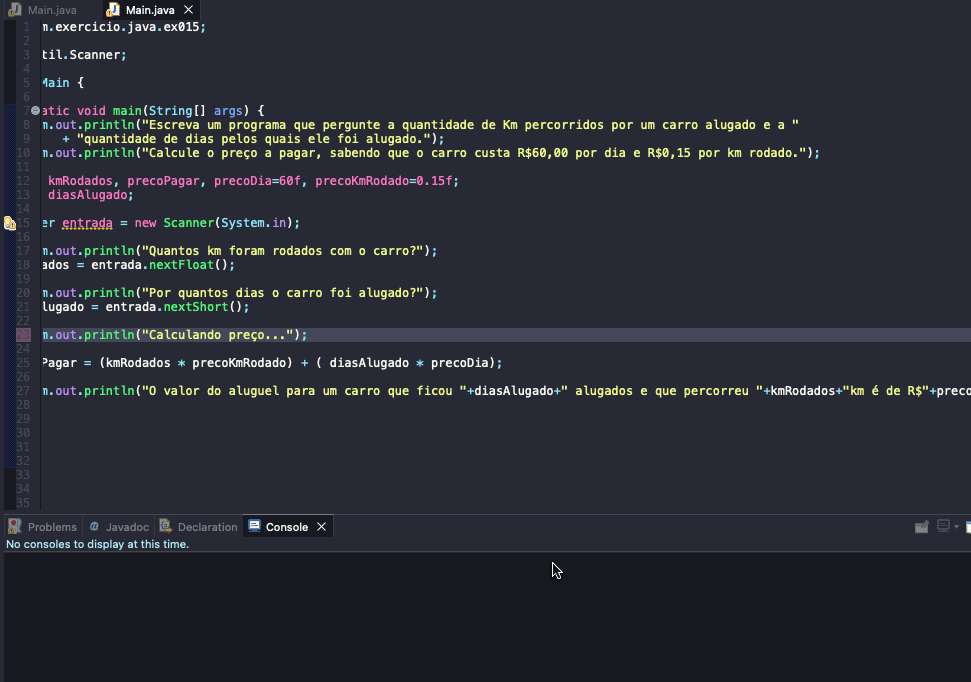 Main.java Main.java
1 m.exercicio.java.ex015;
2
3 til.Scanner;
4
5 Main {
6
7 atic void main(String[] args) {
8 m.out.println("Escreva um programa que pergunte a quantidade de Km percorridos por um carro alugado e a "
9 + "quantidade de dias pelos quais ele foi alugado.");
10 m.out.println("Calcule o preço a pagar, sabendo que o carro custa R$60,00 por dia e R$0,15 por km rodado.");
11
12 kmRodados, precoPagar, precoDia=60f, precoKmRodado=0.15f;
13 diasAlugado;
14
15 er entrada = new Scanner(System.in);
16
17 m.out.println("Quantos km foram rodados com o carro?");
18 ados = entrada.nextFloat();
19
20 m.out.println("Por quantos dias o carro foi alugado?");
21 lugado = entrada.nextShort();
22
23 m.out.println("Calculando preço...");
24
25 Pagar = (kmRodados * precoKmRodado) + ( diasAlugado * precoDia);
26
27 m.out.println("O valor do aluguel para um carro que ficou "+diasAlugado+" alugados e que percorreu "+kmRodados+"km é de R$"+preco
28
29
30
31
32
33
34
35
Problems @ Javadoc Declaration Console
No consoles to display at this time.